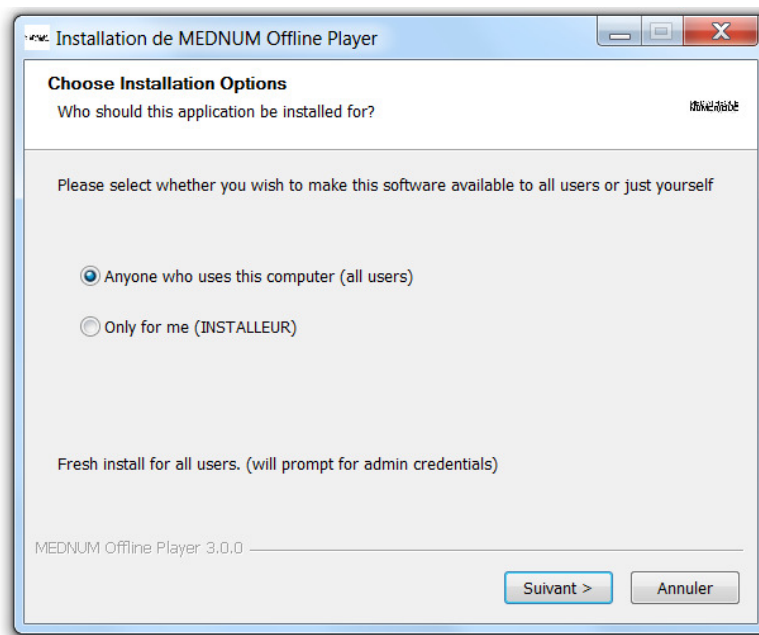 Installation de MEDNUM Offline Player
Choose Installation Options
Who should this application be installed for?
Please select whether you wish to make this software available to all users or just yourself
Anyone who uses this computer (all users)
Only for me (INSTALLEUR)
Fresh install for all users. (will prompt for admin credentials)
MEDNUM Offline Player 3.0.0
Suivant >
Annuler